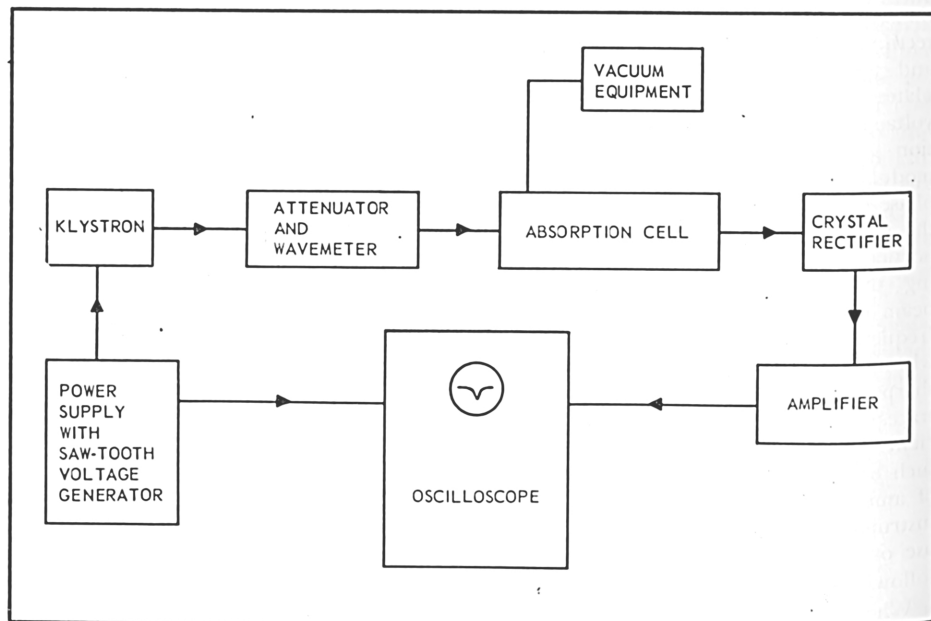 VACUUM
EQUIPMENT
KLYSTRON
ATTENUATOR
AND
WAVEMETER
ABSORPTION CELL
CRYSTAL
RECTIFIER
POWER
SUPPLY
WITH
SAW-TOOTH
VOLTAGE
GENERATOR
OSCILLOSCOPE
AMPLIFIER